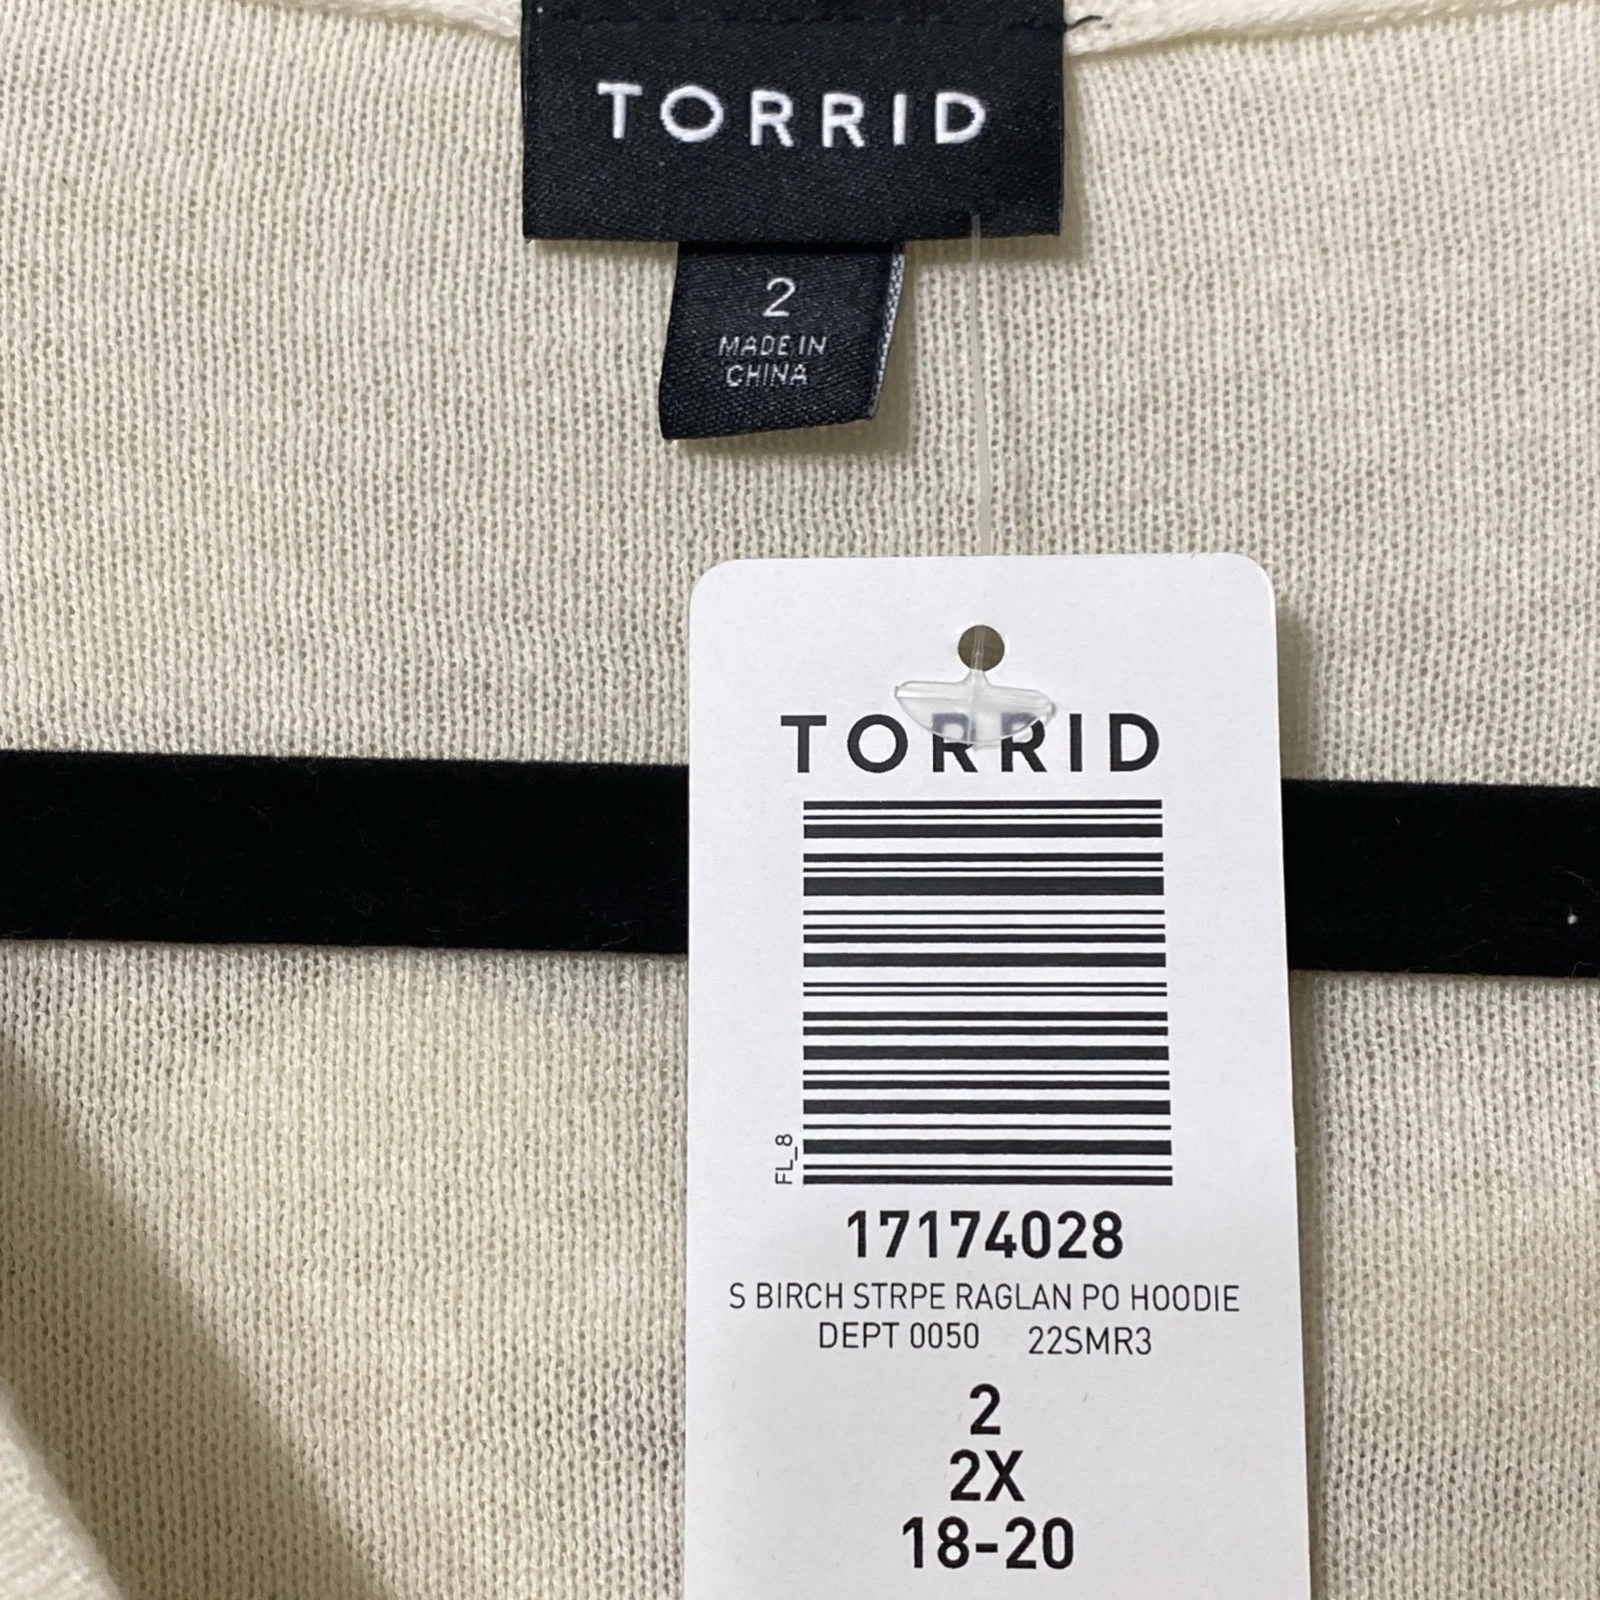 TORRID
2
MADE IN
CHINA
TORRID
FL_8
17174028
S BIRCH STRPE RAGLAN PO HOODIE
DEPT 0050 22SMR3
2
2X
18-20